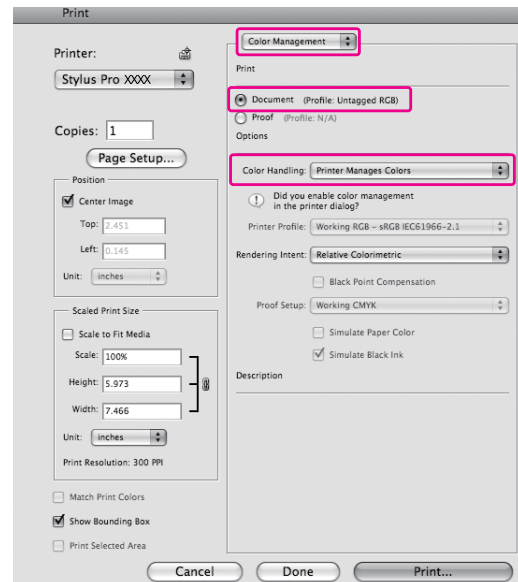 Print
Printer:
Stylus Pro XXXX
Copies: 1
Page Setup...
Position
Center Image
Top: 2.451
Left: 0.145
Unit: inches
Scaled Print Size
Scale to Fit Media
Scale: 100%
Height: 5.973
Width: 7.466
Unit: inches
Print Resolution: 300 PPI
Match Print Colors
Show Bounding Box
Print Selected Area
Color Management
Print
Document (Profile: Untagged RGB)
Proof (Profile: N/A)
Options
Color Handling: Printer Manages Colors
Did you enable color management
in the printer dialog?
Printer Profile: Working RGB - sRGB IEC61966-2.1
Rendering Intent: Relative Colorimetric
Black Point Compensation
Proof Setup: Working CMYK
Simulate Paper Color
Simulate Black Ink
Description
Cancel
Done
Print...